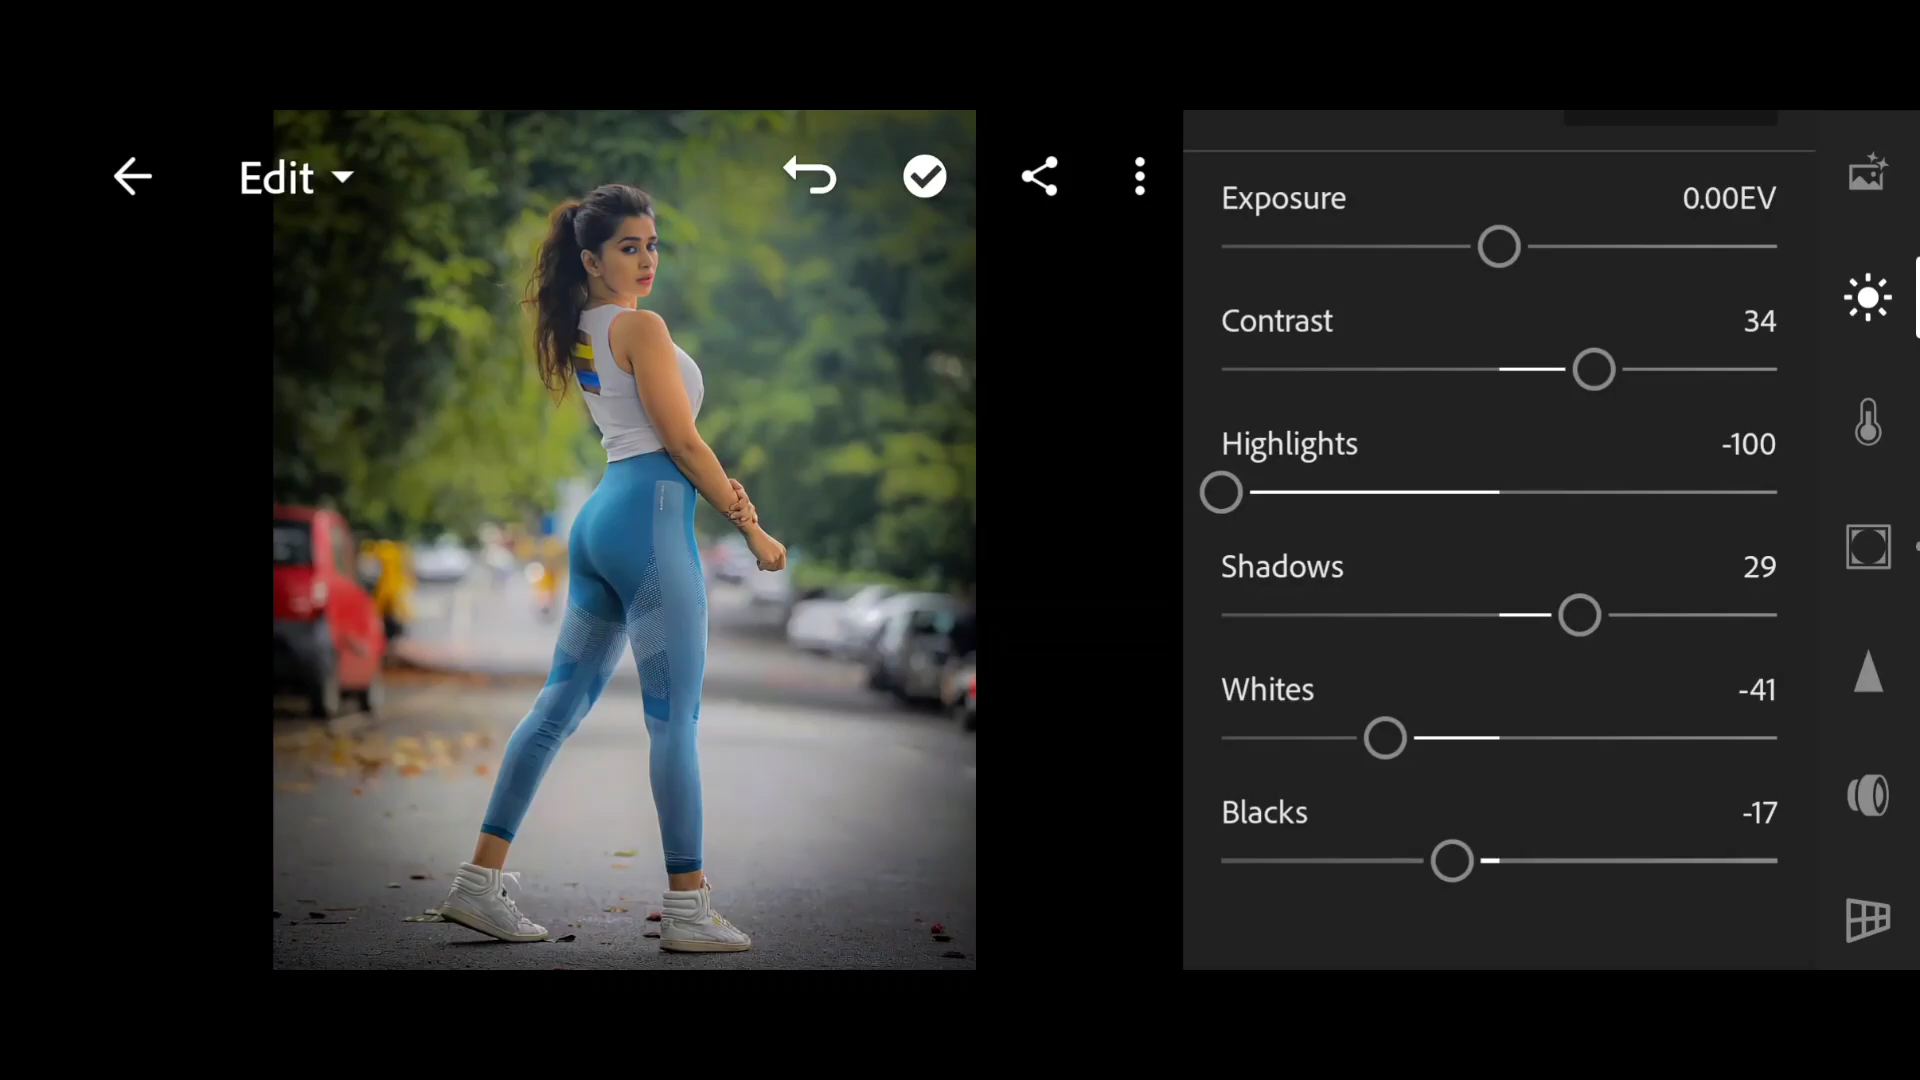 Edit
Exposure 0.00EV
Contrast 34
Highlights -100
Shadows 29
Whites -41
Blacks -17